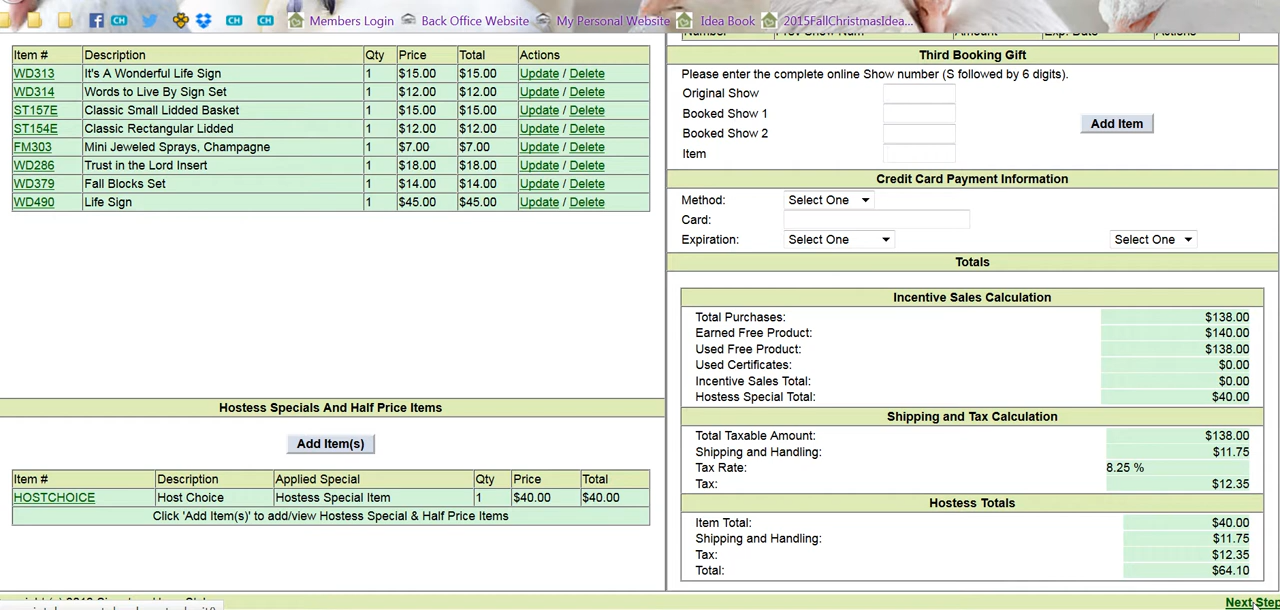 Members Login Back Office Website My Personal Website Idea Book 2015FallChristmasIdea...
Item # Description Qty Price Total Actions
WD313 It's A Wonderful Life Sign 1 $15.00 $15.00 Update / Delete
WD314 Words to Live By Sign Set 1 $12.00 $12.00 Update / Delete
ST157E Classic Small Lidded Basket 1 $15.00 $15.00 Update / Delete
ST154E Classic Rectangular Lidded 1 $12.00 $12.00 Update / Delete
FM303 Mini Jeweled Sprays, Champagne 1 $7.00 $7.00 Update / Delete
WD286 Trust in the Lord Insert 1 $18.00 $18.00 Update / Delete
WD379 Fall Blocks Set 1 $14.00 $14.00 Update / Delete
WD490 Life Sign 1 $45.00 $45.00 Update / Delete
Hostess Specials And Half Price Items
Add Item(s)
Item # Description Applied Special Qty Price Total
HOSTCHOICE Host Choice Hostess Special Item 1 $40.00 $40.00
Click 'Add Item(s)' to add/view Hostess Special & Half Price Items
Third Booking Gift
Please enter the complete online Show number (S followed by 6 digits).
Original Show
Booked Show 1
Booked Show 2
Item
Add Item
Credit Card Payment Information
Method: Select One
Card:
Expiration: Select One Select One
Totals
Incentive Sales Calculation
Total Purchases: $138.00
Earned Free Product: $140.00
Used Free Product: $138.00
Used Certificates: $0.00
Incentive Sales Total: $0.00
Hostess Special Total: $40.00
Shipping and Tax Calculation
Total Taxable Amount: $138.00
Shipping and Handling: $11.75
Tax Rate: 8.25 %
Tax: $12.35
Hostess Totals
Item Total: $40.00
Shipping and Handling: $11.75
Tax: $12.35
Total: $64.10
Next Step